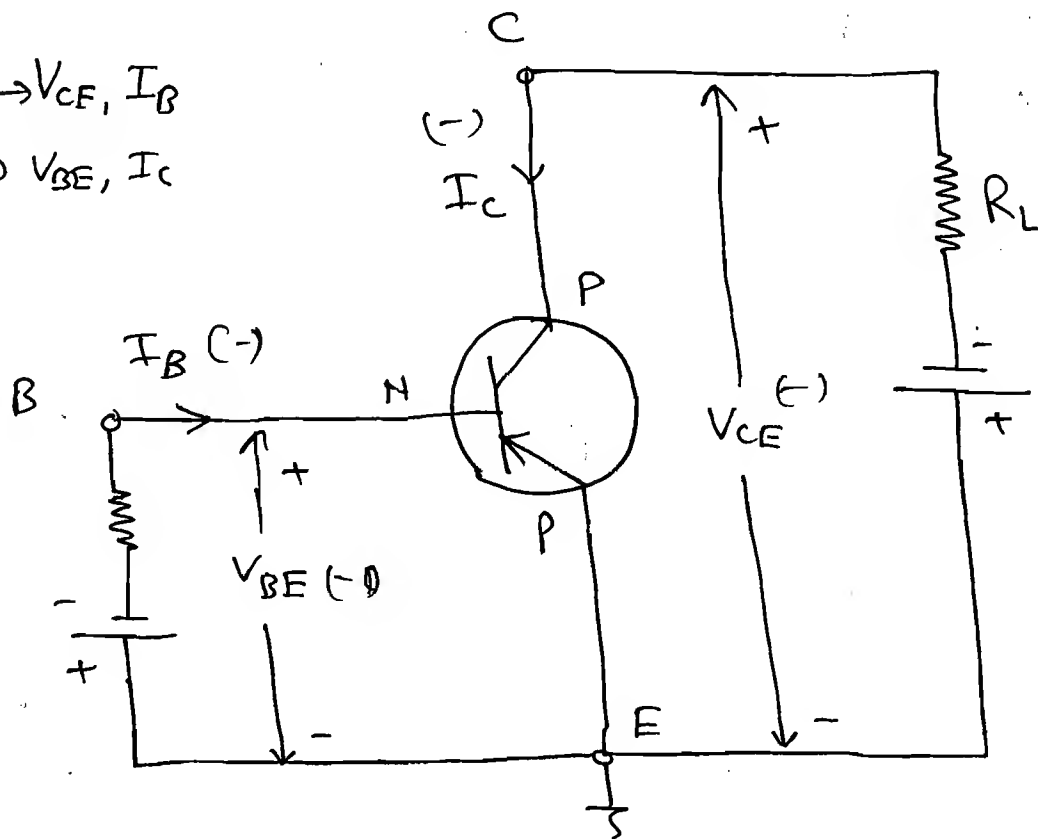 C
→ V_CE, I_B
V_BE, I_C
(-)
I_C
+
R_L
P
I_B (-)
N
B
-
+
V_CE (-)
+
V_BE (-)
P
-
+
-
E
-